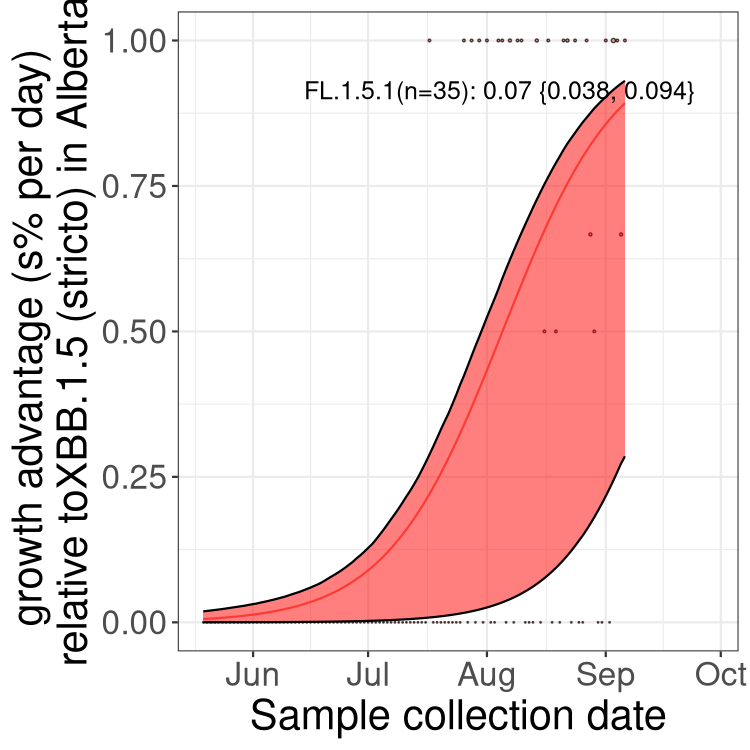 growth advantage (s% per day)
relative toXBB.1.5 (stricto) in Alberta
1.00
0.75
0.50
0.25
0.00
FL.1.5.1(n=35): 0.07 {0.038, 0.094}
Jun Jul Aug Sep Oct
Sample collection date